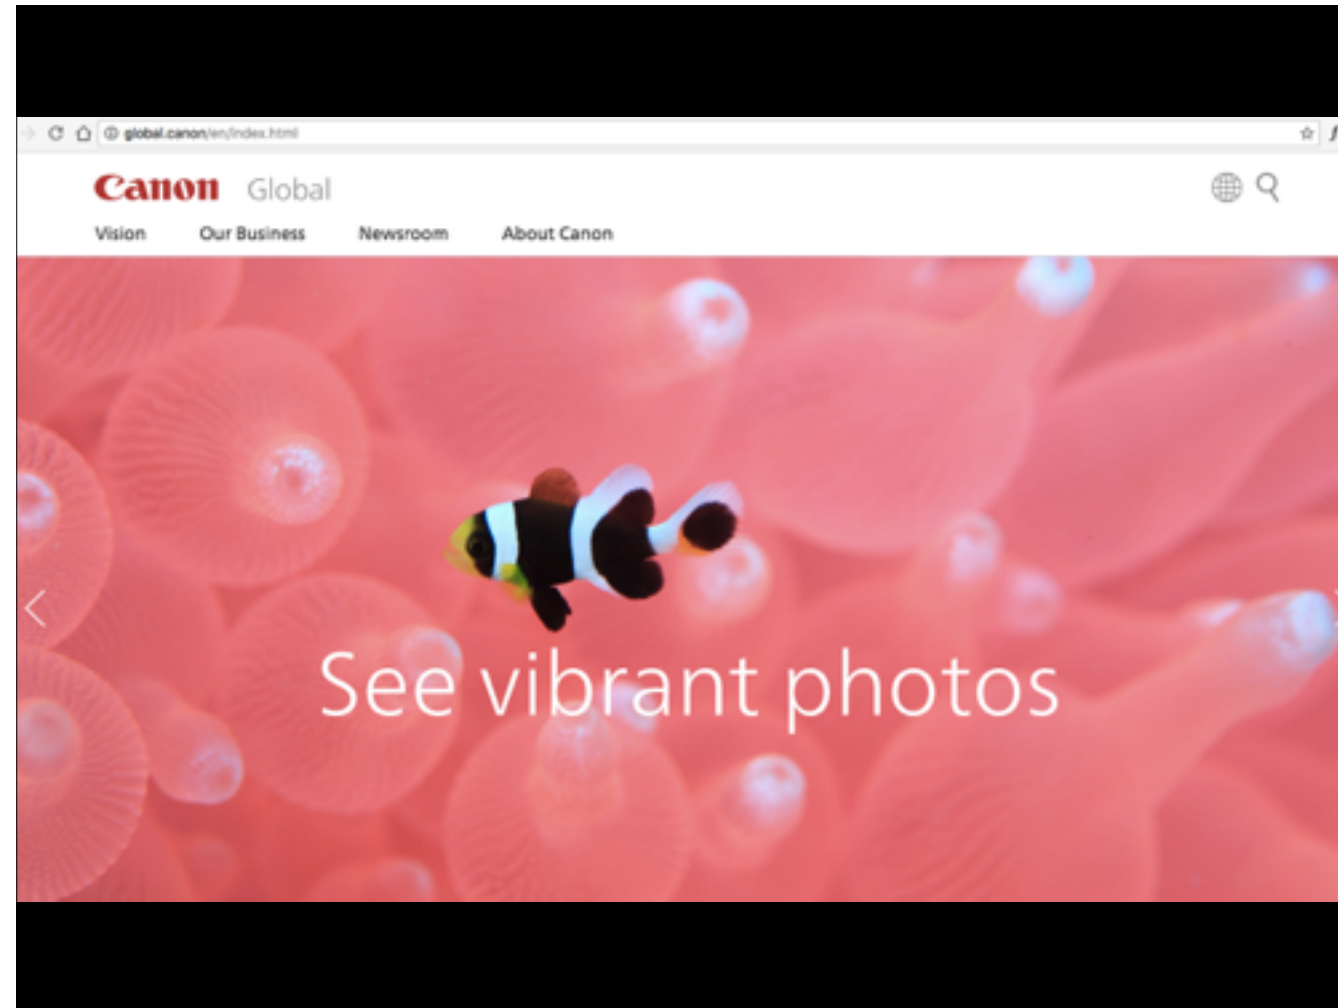 global.canon/en/index.html
Canon Global
Vision Our Business Newsroom About Canon
See vibrant photos